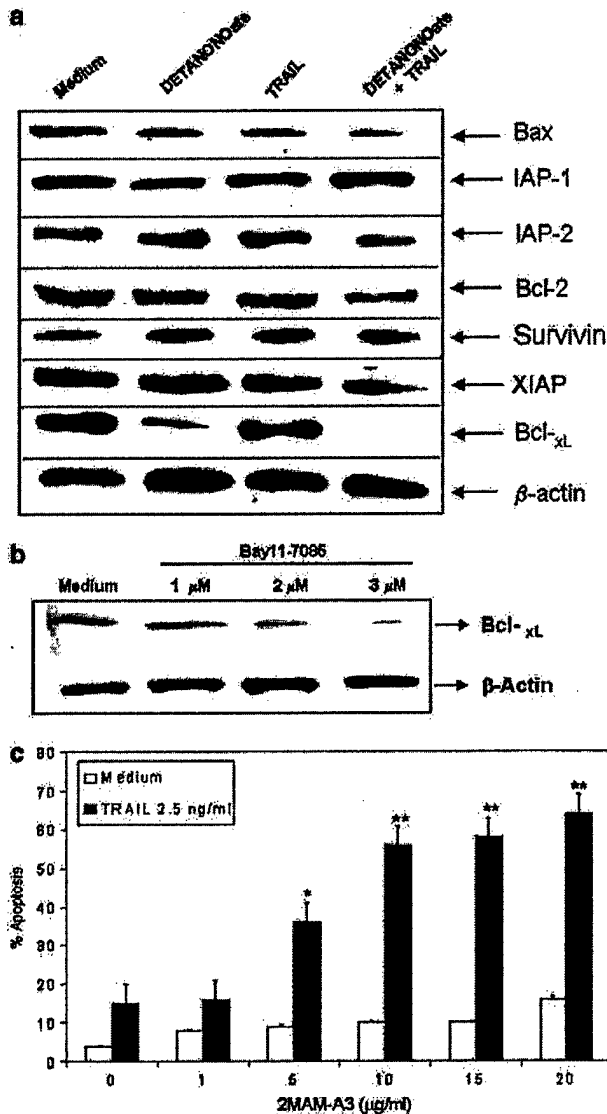 a
Medium DETANONOate TRAIL DETANONOate + TRAIL
Bax
IAP-1
IAP-2
Bcl-2
Survivin
XIAP
Bcl-xL
β-actin
b
Bay11-7085
Medium 1 μM 2 μM 3 μM
Bcl-xL
β-Actin
c
80
70
60
50
40
30
20
10
0
% Apoptosis
Medium
TRAIL 2.5 ng/ml
* ** ** **
0 1 5 10 15 20
2MAM-A3 (μg/ml)